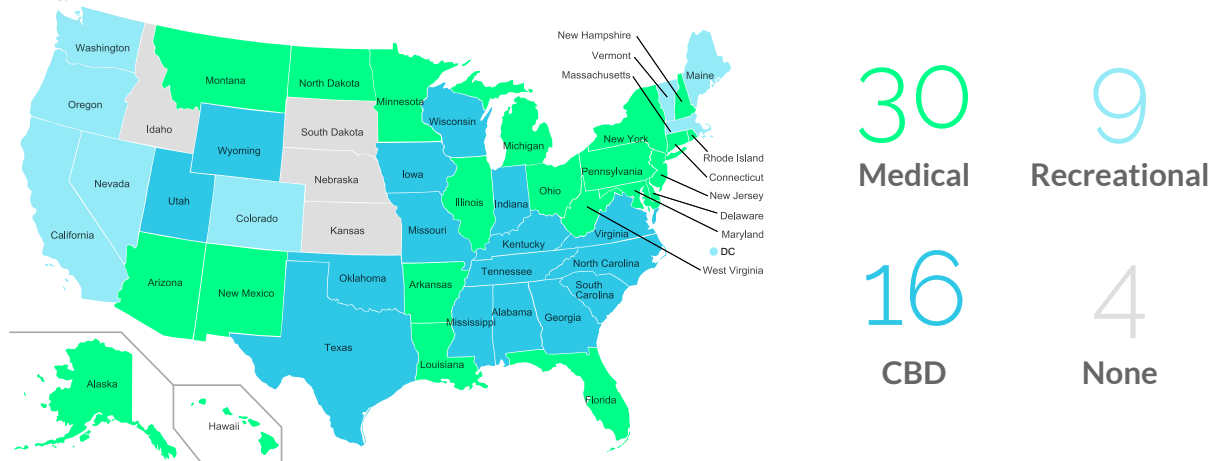 New Hampshire
Vermont
Massachusetts
Washington
Montana
North Dakota
Minnesota
Maine
Oregon
Idaho
Wisconsin
South Dakota
Wyoming
Michigan
New York
Rhode Island
Connecticut
New Jersey
Delaware
Maryland
DC
West Virginia
Nevada
Utah
Nebraska
Iowa
Pennsylvania
Ohio
Illinois
Indiana
California
Colorado
Kansas
Missouri
Kentucky
Virginia
Arizona
New Mexico
Oklahoma
Arkansas
Tennessee
North Carolina
South
Carolina
Mississippi
Alabama
Georgia
Texas
Louisiana
Florida
Alaska
Hawaii
30
Medical
9
Recreational
16
CBD
4
None